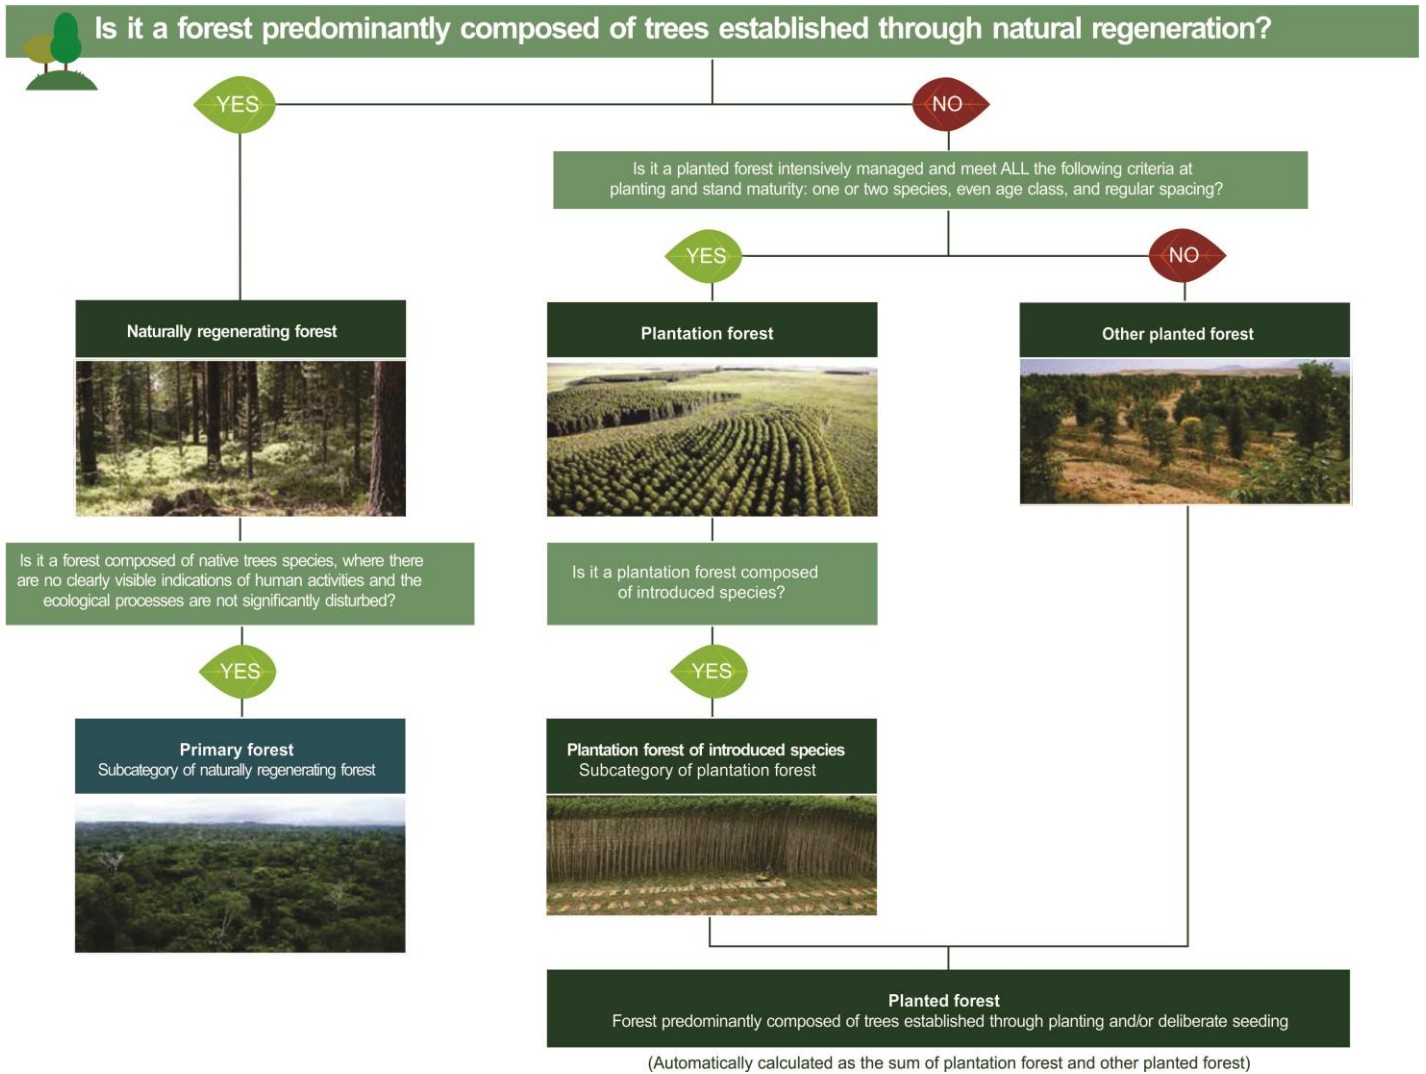 Is it a forest predominantly composed of trees established through natural regeneration?
YES
NO
Is it a planted forest intensively managed and meet ALL the following criteria at
planting and stand maturity: one or two species, even age class, and regular spacing?
YES
NO
Naturally regenerating forest
Plantation forest
Other planted forest
Is it a forest composed of native trees species, where there
are no clearly visible indications of human activities and the
ecological processes are not significantly disturbed?
Is it a plantation forest composed
of introduced species?
YES
YES
Primary forest
Subcategory of naturally regenerating forest
Plantation forest of introduced species
Subcategory of plantation forest
Planted forest
Forest predominantly composed of trees established through planting and/or deliberate seeding
(Automatically calculated as the sum of plantation forest and other planted forest)